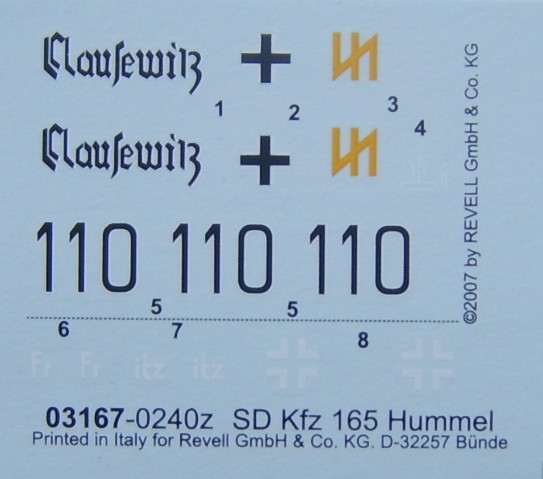 Clausewitz
1 2 3
Clausewitz
4
110 110 110
5 5
6 7 8
Fr Fr itz itz
03167-0240z SD Kfz 165 Hummel
Printed in Italy for Revell GmbH & Co. KG. D-32257 Bünde
©2007 by REVELL GmbH & Co. KG